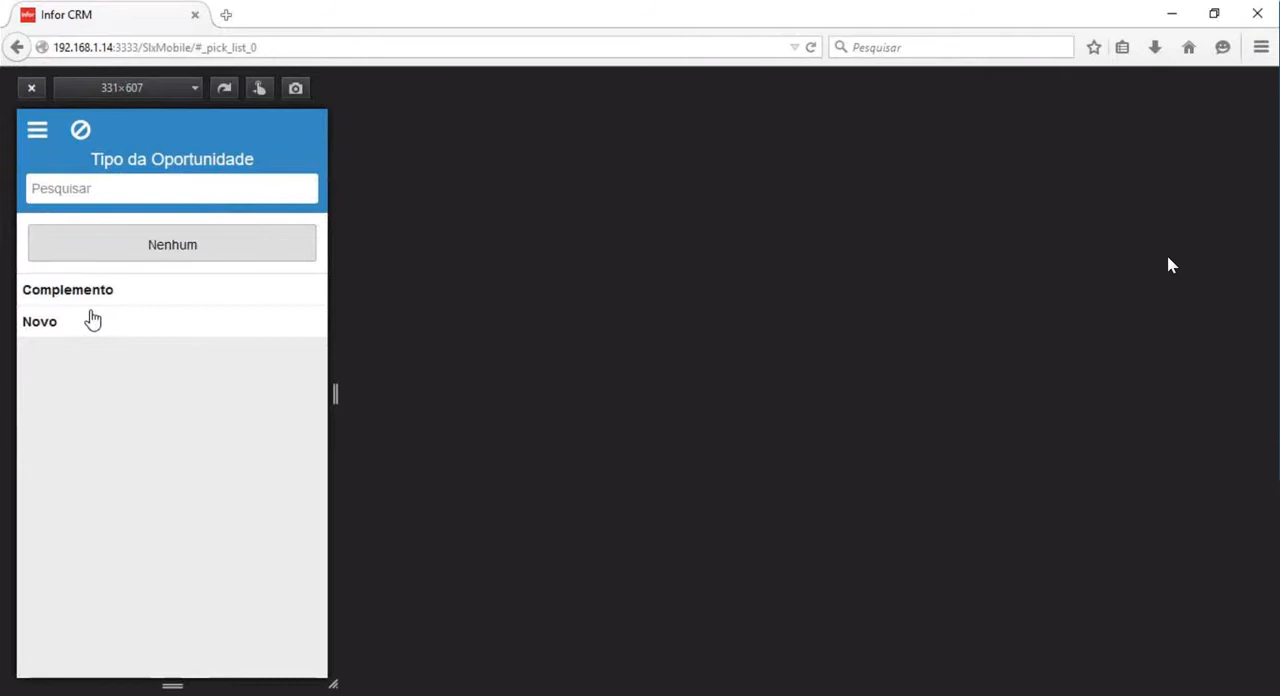 Infor CRM
192.168.1.14:3333/SlxMobile/#_pick_list_0
Pesquisar
331×607
Tipo da Oportunidade
Pesquisar
Nenhum
Complemento
Novo